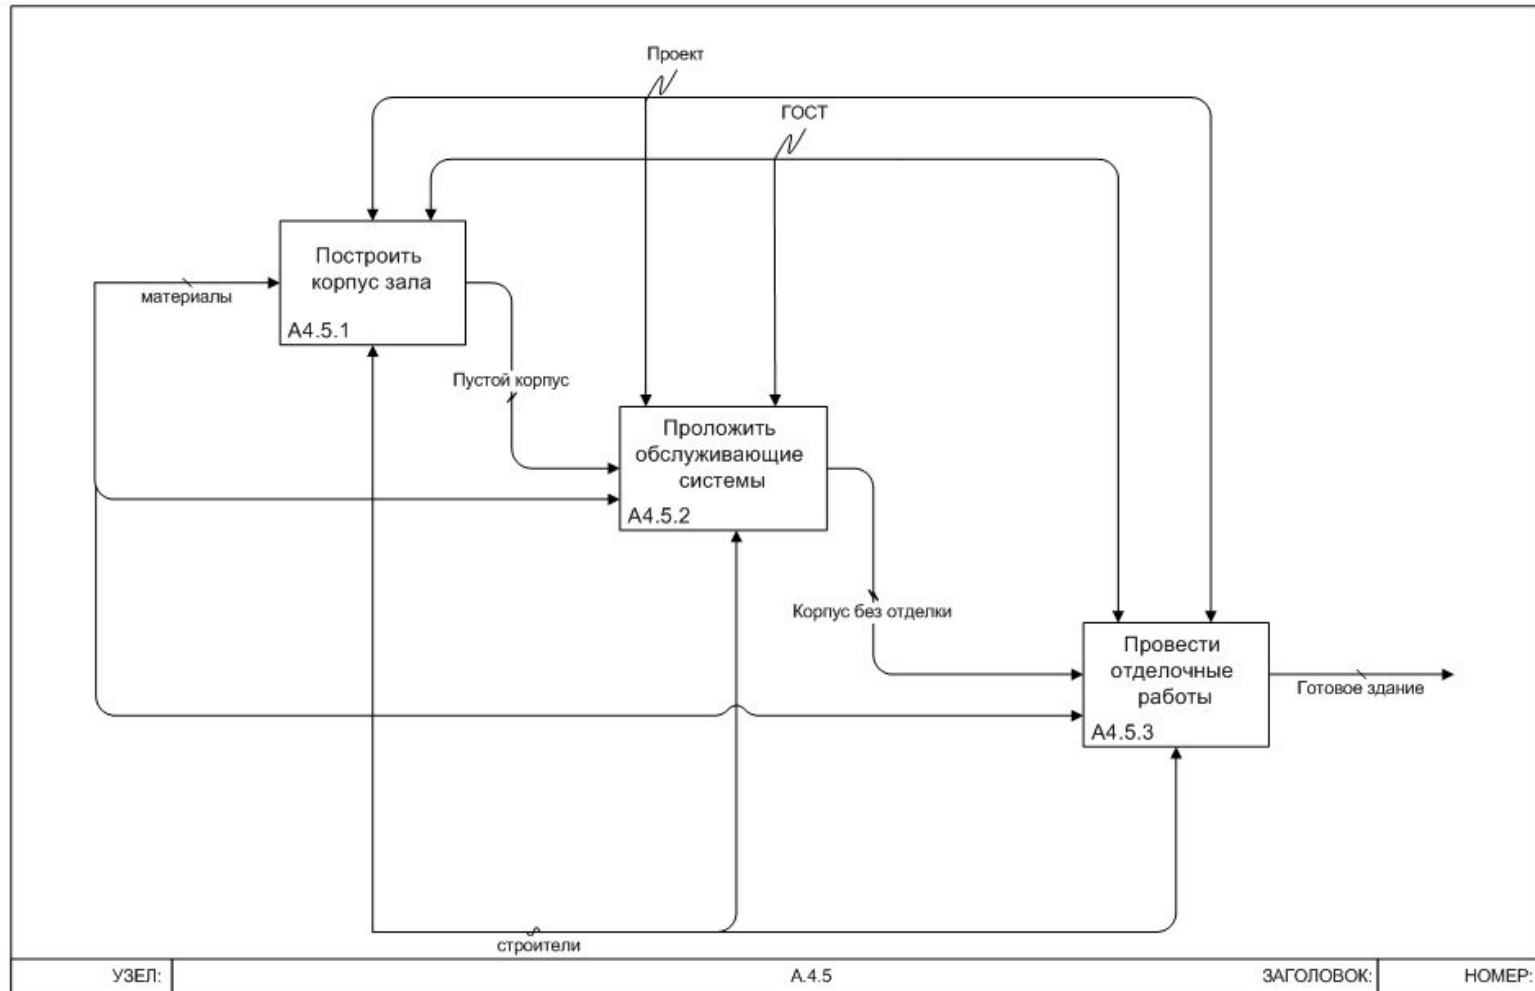 Проект
ГОСТ
Построить
корпус зала
A4.5.1
материалы
Пустой корпус
Проложить
обслуживающие
системы
A4.5.2
Корпус без отделки
Провести
отделочные
работы
A4.5.3
Готовое здание
строители
УЗЕЛ:
A.4.5
ЗАГОЛОВОК:
НОМЕР: